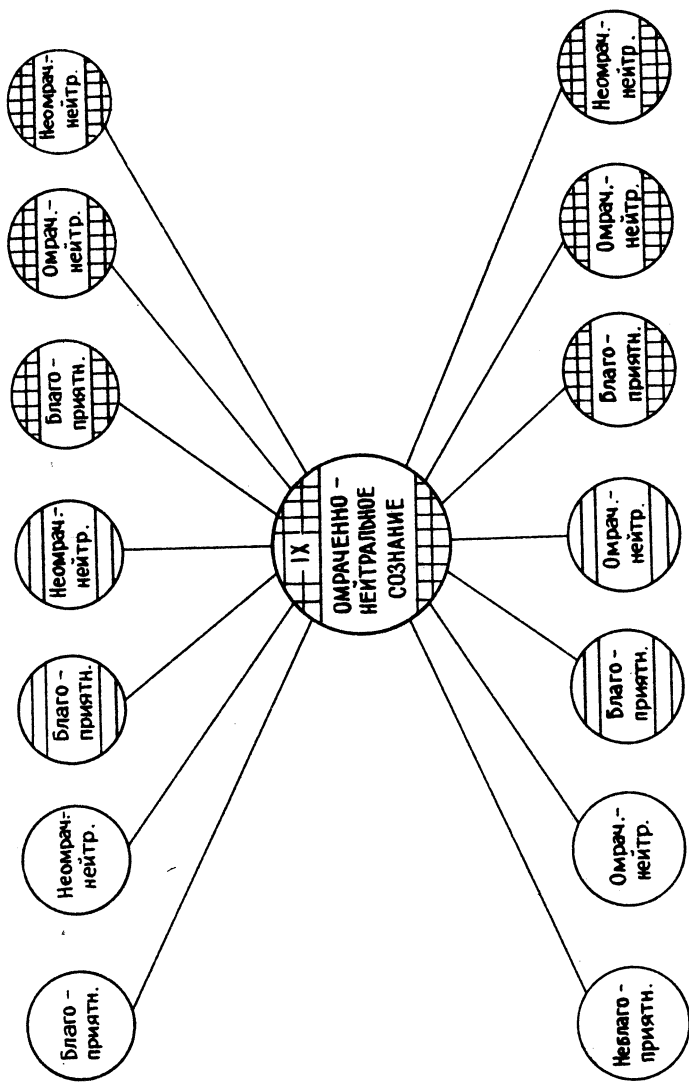 Благо -
приятн.
Неомрач.-
нейтр.
Благо -
приятн.
Неомрач.-
нейтр.
Благо -
приятн.
Омрач.-
нейтр.
Неомрач.-
нейтр.
IX
ОМРАЧЕННО -
НЕЙТРАЛЬНОЕ
СОЗНАНИЕ
Неблаго -
приятн.
Омрач.-
нейтр.
Благо -
приятн.
Омрач.-
нейтр.
Благо -
приятн.
Омрач.-
нейтр.
Неомрач.-
нейтр.